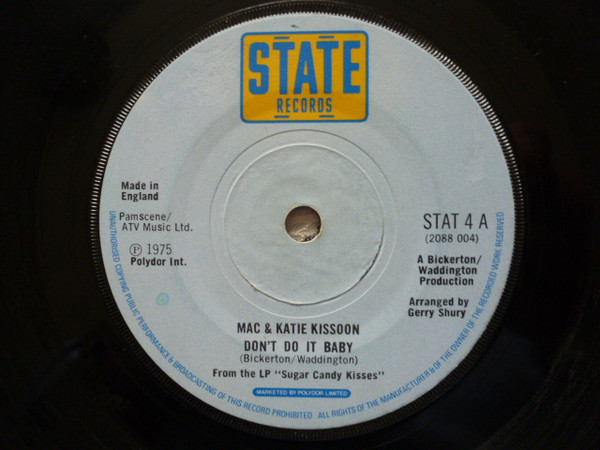 STATE
RECORDS
Made in
England
Pamscene/
ATV Music Ltd.
Ⓟ 1975
Polydor Int.
STAT 4 A
(2088 004)
A Bickerton/
Waddington
Production
Arranged by
Gerry Shury
MAC & KATIE KISSOON
DON'T DO IT BABY
(Bickerton/Waddington)
From the LP "Sugar Candy Kisses"
MARKETED BY POLYDOR LIMITED
UNAUTHORISED COPYING PUBLIC PERFORMANCE & BROADCASTING OF THIS RECORD PROHIBITED ALL RIGHTS OF THE MANUFACTURER & OF THE OWNER OF THE RECORDED WORK RESERVED